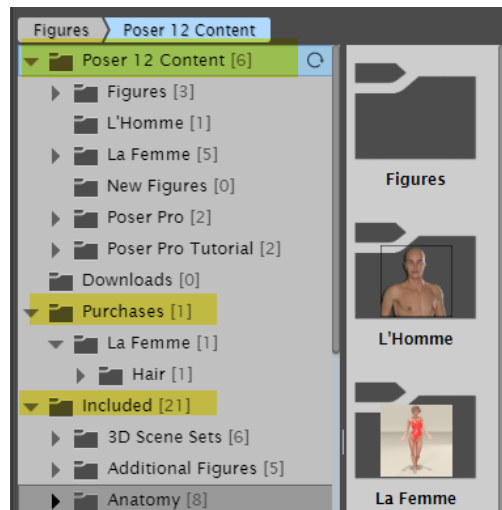 Figures Poser 12 Content
Poser 12 Content [6]
Figures [3]
L'Homme [1]
La Femme [5]
New Figures [0]
Poser Pro [2]
Poser Pro Tutorial [2]
Downloads [0]
Purchases [1]
La Femme [1]
Hair [1]
Included [21]
3D Scene Sets [6]
Additional Figures [5]
Anatomy [8]
Figures
L'Homme
La Femme